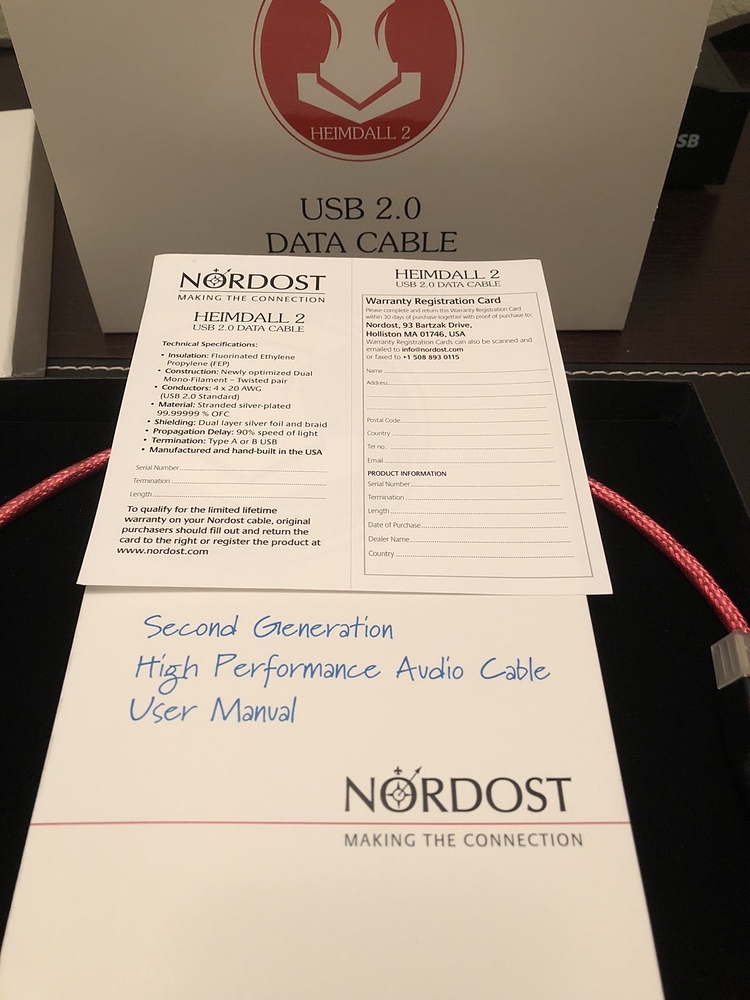 HEIMDALL 2
USB 2.0
DATA CABLE
SB
NORDOST
MAKING THE CONNECTION
HEIMDALL 2
USB 2.0 DATA CABLE
Technical Specifications:
• Insulation: Fluorinated Ethylene
Propylene (FEP)
• Construction: Newly optimized Dual
Mono-Filament – Twisted pair
• Conductors: 4 x 20 AWG
(USB 2.0 Standard)
• Material: Stranded silver-plated
99.99999 % OFC
• Shielding: Dual layer silver foil and braid
• Propagation Delay: 90% speed of light
• Termination: Type A or B USB
• Manufactured and hand-built in the USA
Serial Number
Termination
Length
To qualify for the limited lifetime
warranty on your Nordost cable, original
purchasers should fill out and return the
card to the right or register the product at
www.nordost.com
HEIMDALL 2
USB 2.0 DATA CABLE
Warranty Registration Card
Please complete and return this Warranty Registration Card
within 30 days of purchase together with proof of purchase to:
Nordost, 93 Bartzak Drive,
Holliston MA 01746, USA
Warranty Registration Cards can also be scanned and
emailed to info@nordost.com
or faxed to +1 508 893 0115
Name
Address
Postal Code
Country
Tel no.
Email
PRODUCT INFORMATION
Serial Number
Termination
Length
Date of Purchase
Dealer Name
Country
Second Generation
High Performance Audio Cable
User Manual
NORDOST
MAKING THE CONNECTION